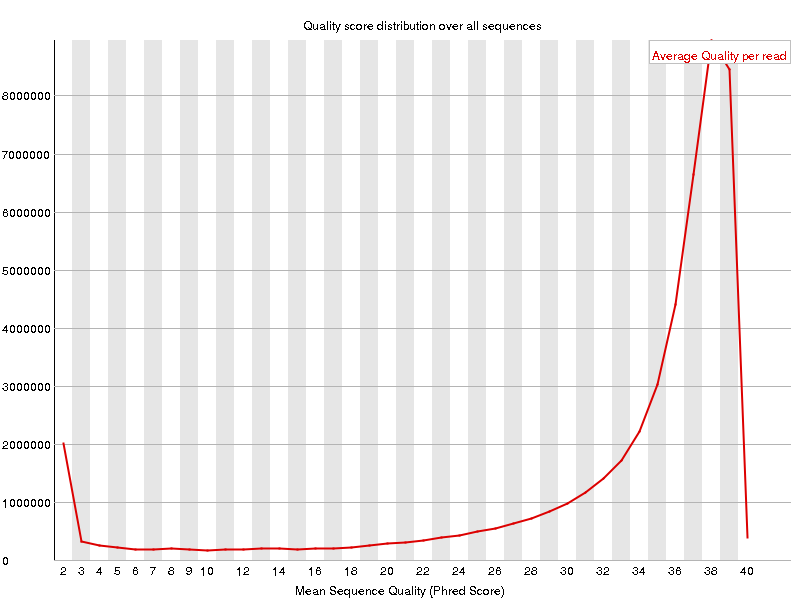 Quality score distribution over all sequences
Average Quality per read
8000000
7000000
6000000
5000000
4000000
3000000
2000000
1000000
0
2 3 4 5 6 7 8 9 10 12 14 16 18 20 22 24 26 28 30 32 34 36 38 40
Mean Sequence Quality (Phred Score)